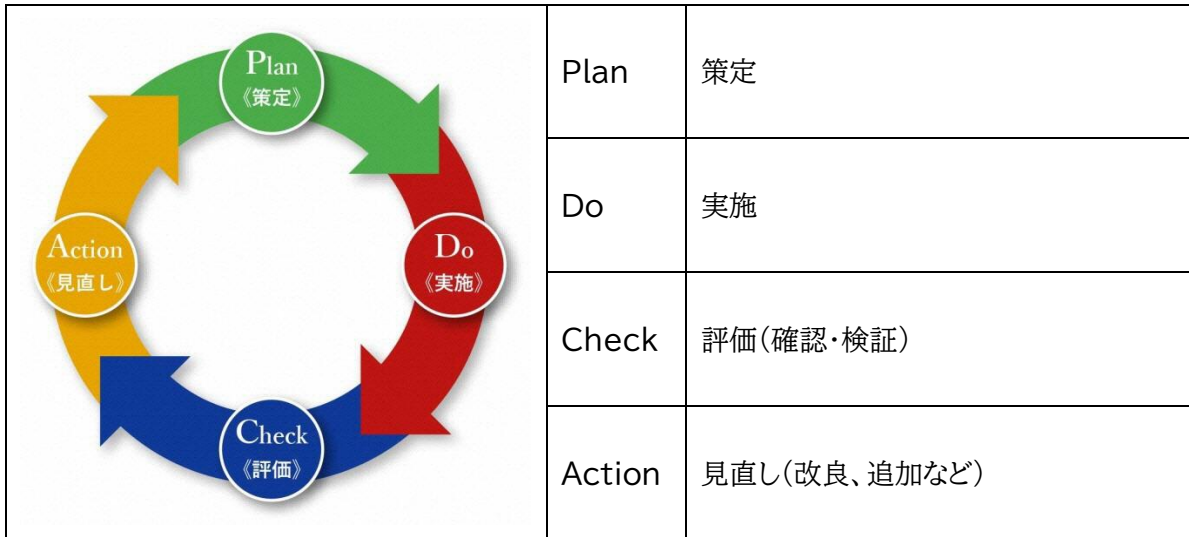 Plan
《策定》
Do
《実施》
Check
《評価》
Action
《見直し》
Plan 策定
Do 実施
Check 評価(確認・検証)
Action 見直し(改良、追加など)